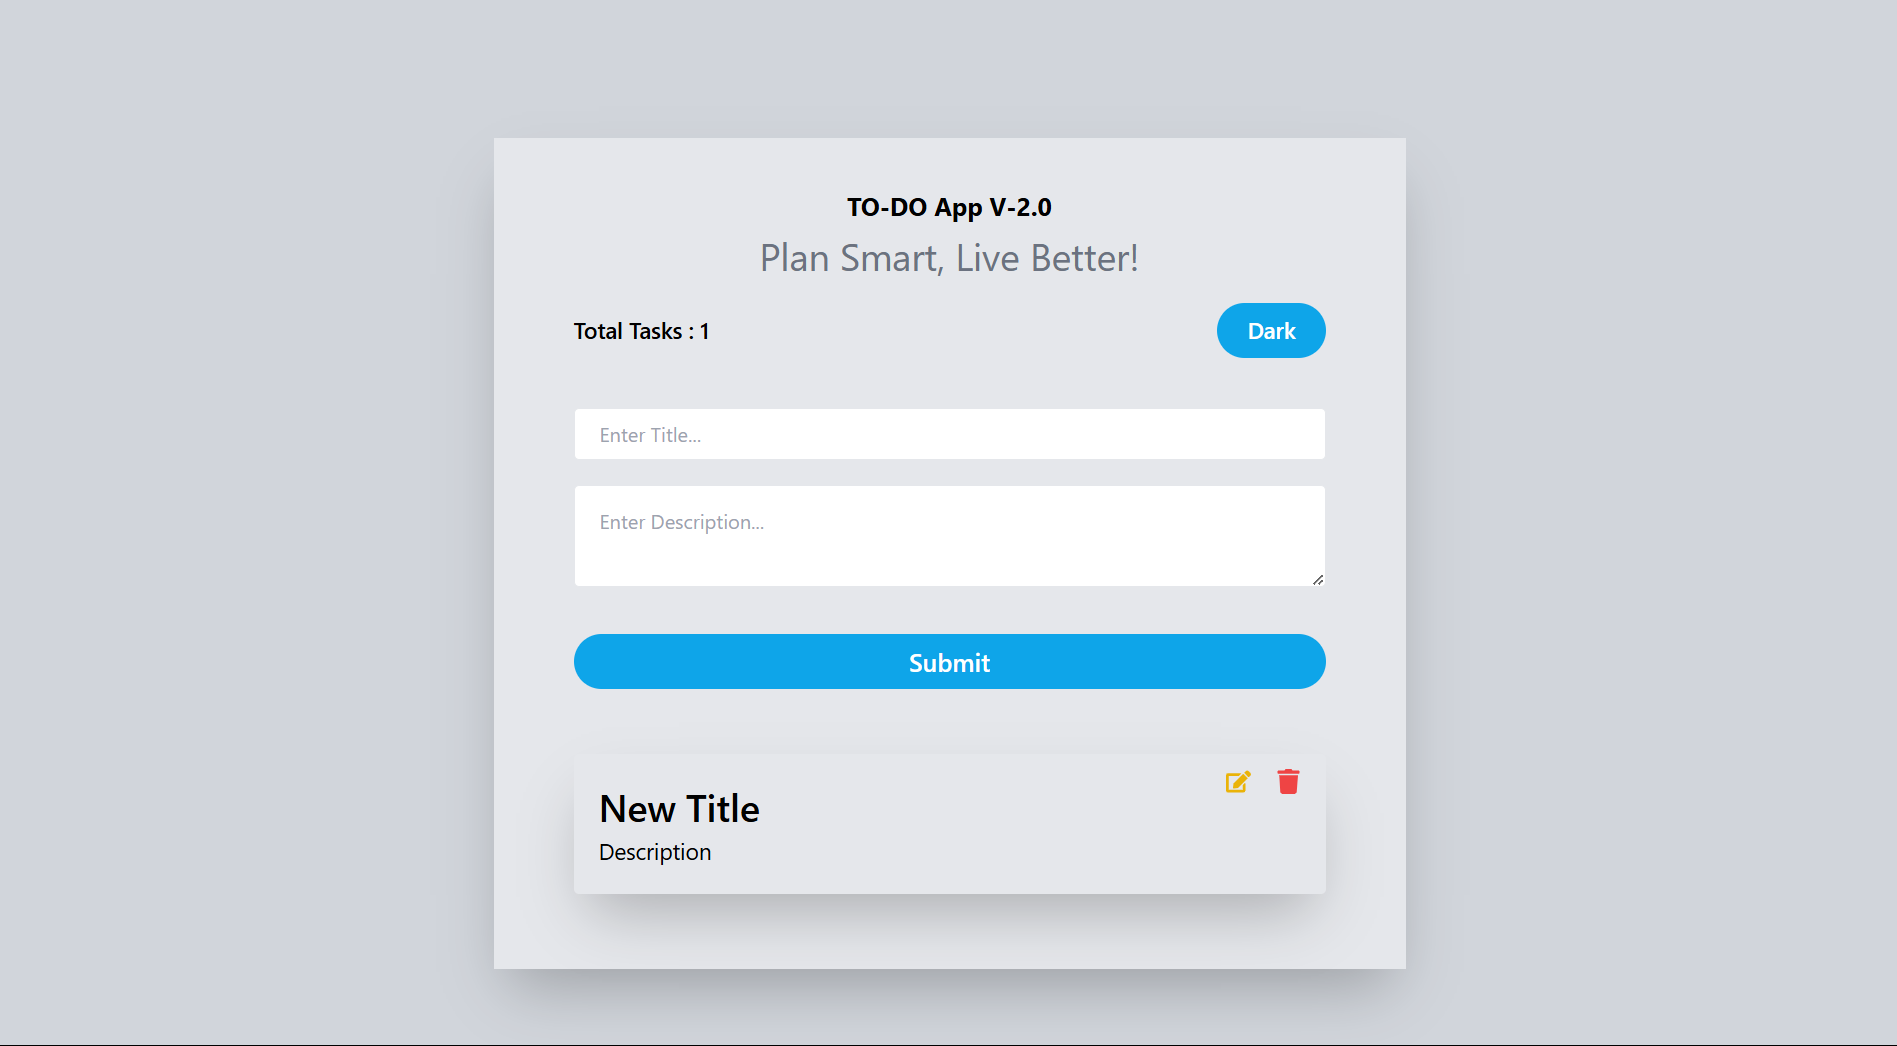 TO-DO App V-2.0
Plan Smart, Live Better!
Total Tasks : 1
Dark
Enter Title...
Enter Description...
Submit
New Title
Description